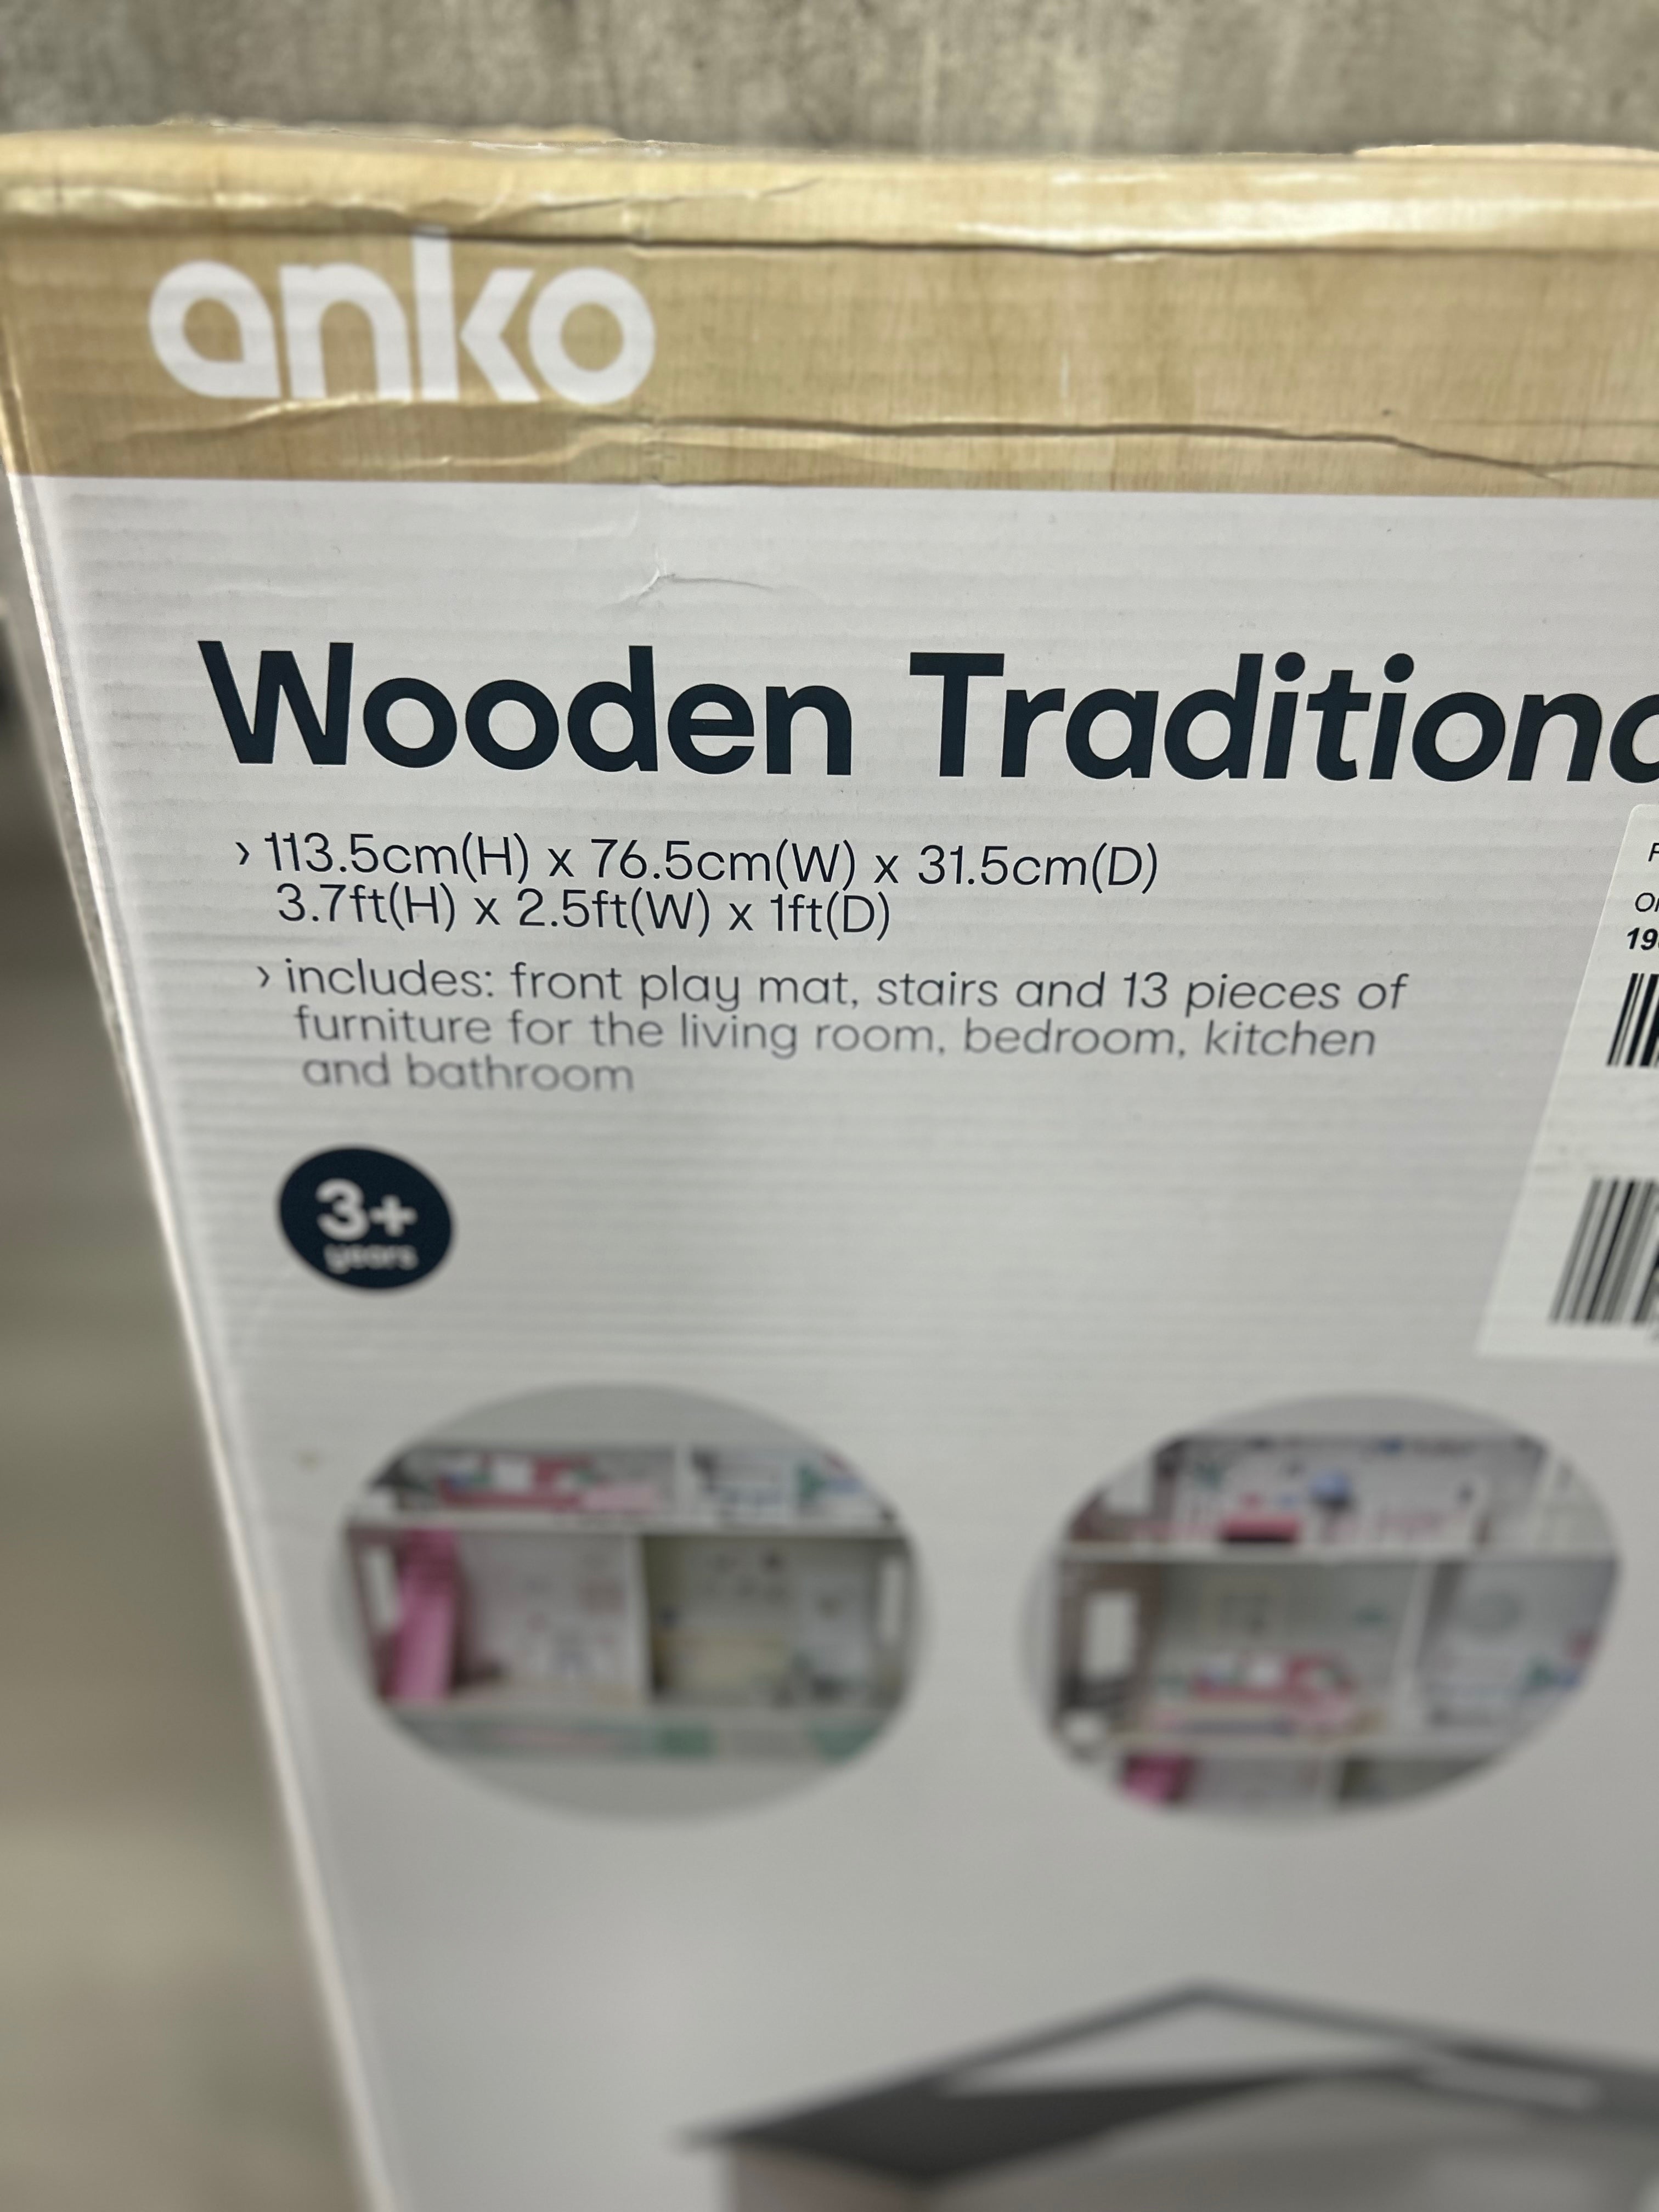 anko
Wooden Traditiona
› 113.5cm(H) x 76.5cm(W) x 31.5cm(D)
3.7ft(H) x 2.5ft(W) x 1ft(D)
› includes: front play mat, stairs and 13 pieces of
furniture for the living room, bedroom, kitchen
and bathroom
3+
years